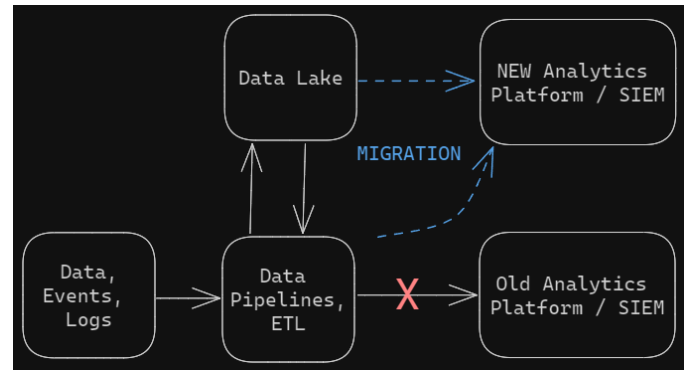 Data Lake
NEW Analytics
Platform / SIEM
MIGRATION
Data,
Events,
Logs
Data
Pipelines,
ETL
X
Old Analytics
Platform / SIEM